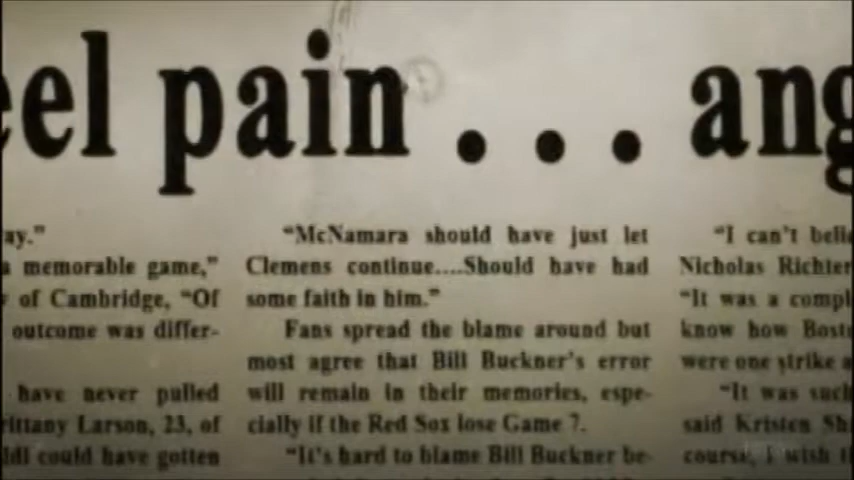 eel pain . . . ang
ay."
a memorable game,"
of Cambridge, "Of
outcome was differ-
have never pulled
rittany Larson, 23, of
ldi could have gotten
"McNamara should have just let
Clemens continue....Should have had
some faith in him."
Fans spread the blame around but
most agree that Bill Buckner's error
will remain in their memories, espe-
cially if the Red Sox lose Game 7.
"It's hard to blame Bill Buckner be-
"I can't belie
Nicholas Richter
"It was a compl
know how Bost
were one strike a
"It was such
said Kristen Sh
course, I wish t